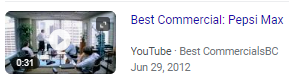 Best Commercial: Pepsi Max
YouTube · Best CommercialsBC
Jun 29, 2012
0:31